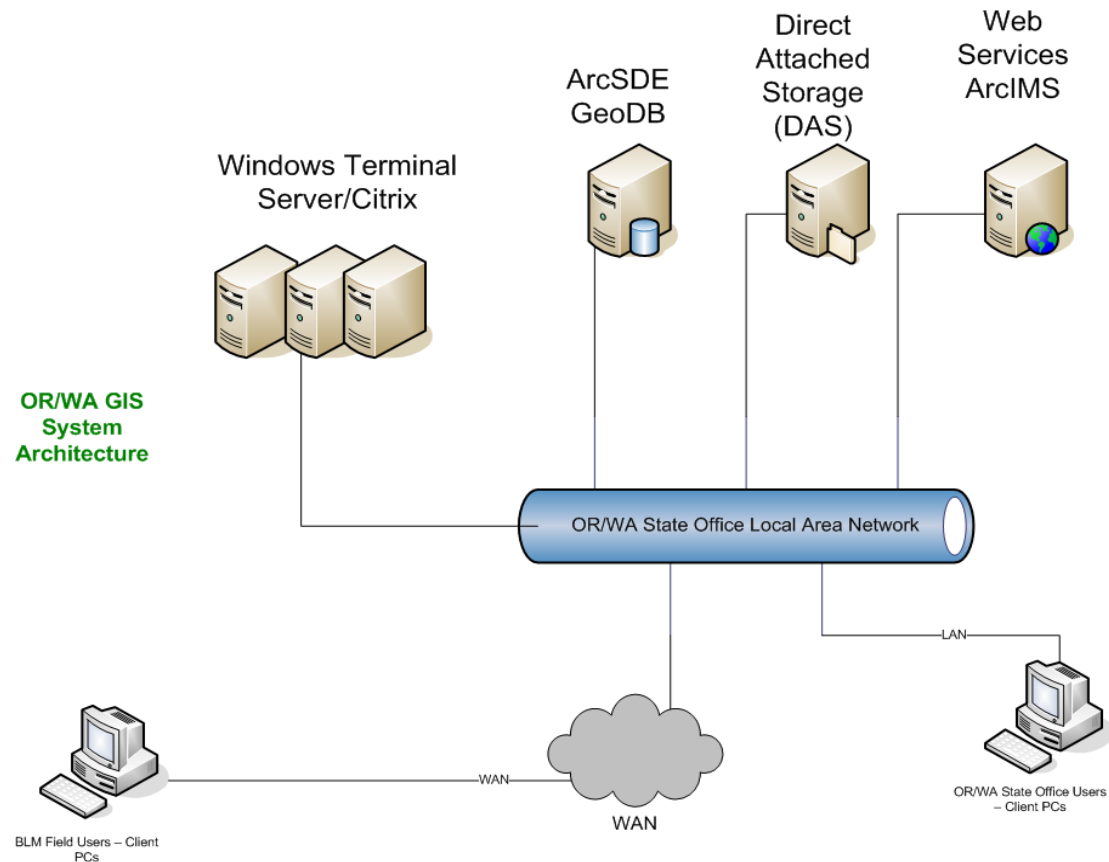 Direct
Attached
Storage
(DAS)
Web
Services
ArcIMS
ArcSDE
GeoDB
Windows Terminal
Server/Citrix
OR/WA GIS
System
Architecture
OR/WA State Office Local Area Network
LAN
WAN
WAN
OR/WA State Office Users
– Client PCs
BLM Field Users – Client
PCs